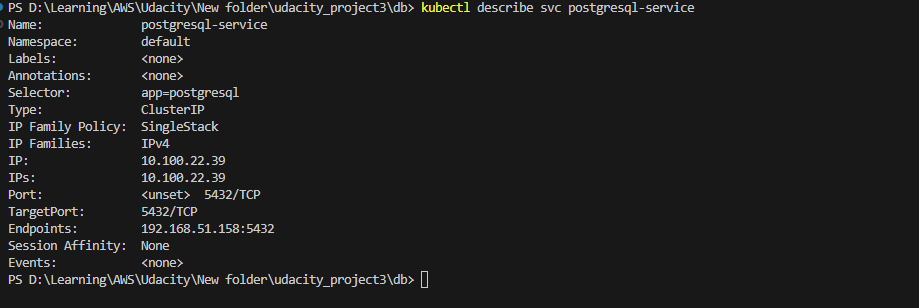 PS D:\Learning\AWS\Udacity\New folder\udacity_project3\db> kubectl describe svc postgresql-service
Name:              postgresql-service
Namespace:         default
Labels:            <none>
Annotations:       <none>
Selector:          app=postgresql
Type:              ClusterIP
IP Family Policy:  SingleStack
IP Families:       IPv4
IP:                10.100.22.39
IPs:               10.100.22.39
Port:              <unset>  5432/TCP
TargetPort:        5432/TCP
Endpoints:         192.168.51.158:5432
Session Affinity:  None
Events:            <none>
PS D:\Learning\AWS\Udacity\New folder\udacity_project3\db>